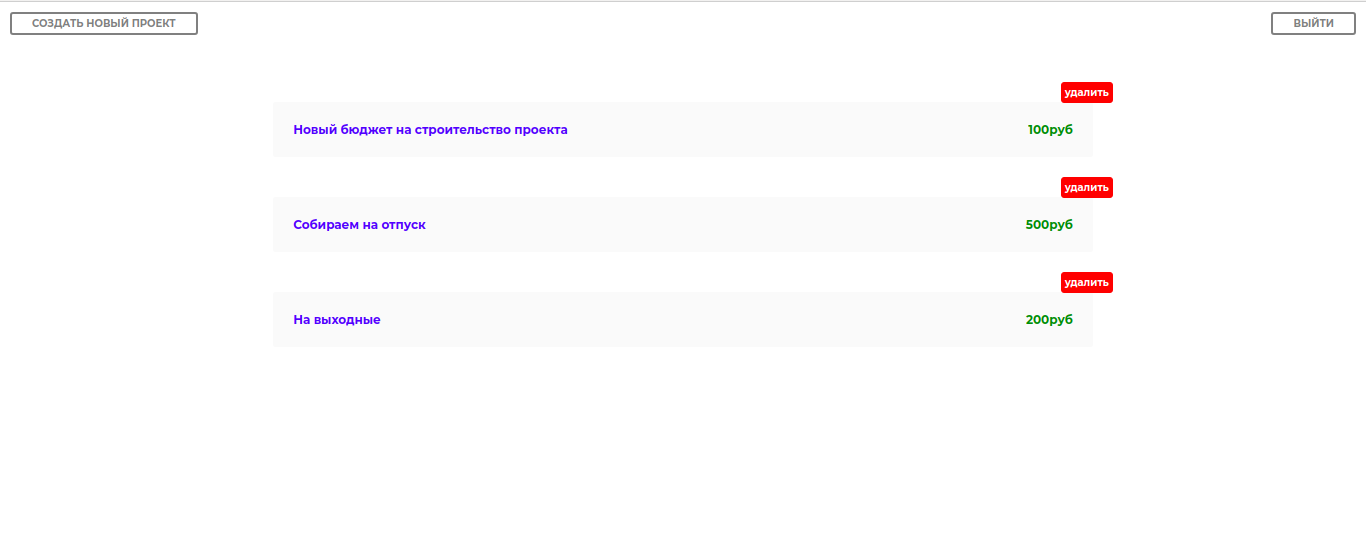 СОЗДАТЬ НОВЫЙ ПРОЕКТ
ВЫЙТИ
удалить
Новый бюджет на строительство проекта
100руб
удалить
Собираем на отпуск
500руб
удалить
На выходные
200руб